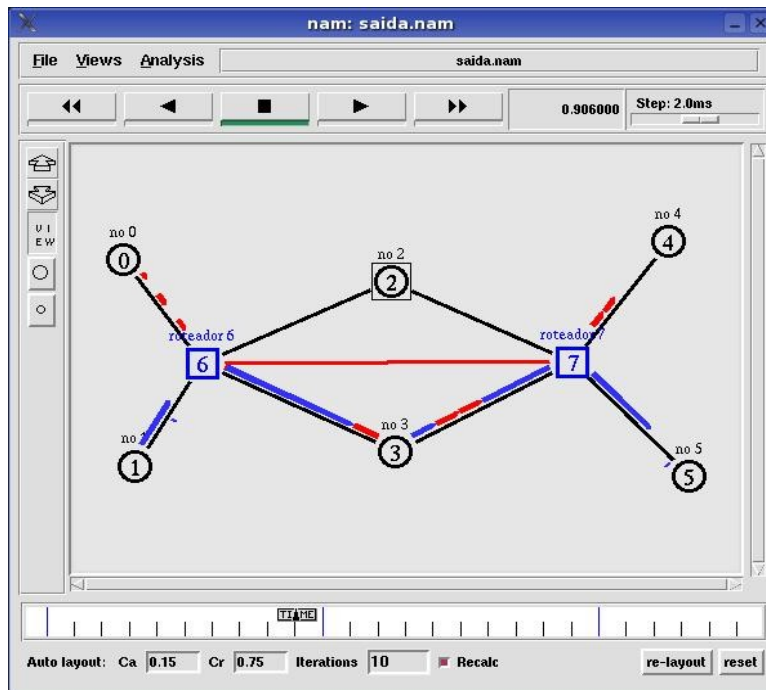 nam: saida.nam
File Views Analysis saida.nam
0.906000 Step: 2.0ms
V I
E W
no 0
0
no 2
2
no 4
4
roteador 6
6
roteador 7
7
no
1
no 3
3
no 5
5
TIME
Auto layout: Ca 0.15 Cr 0.75 Iterations 10 Recalc re-layout reset